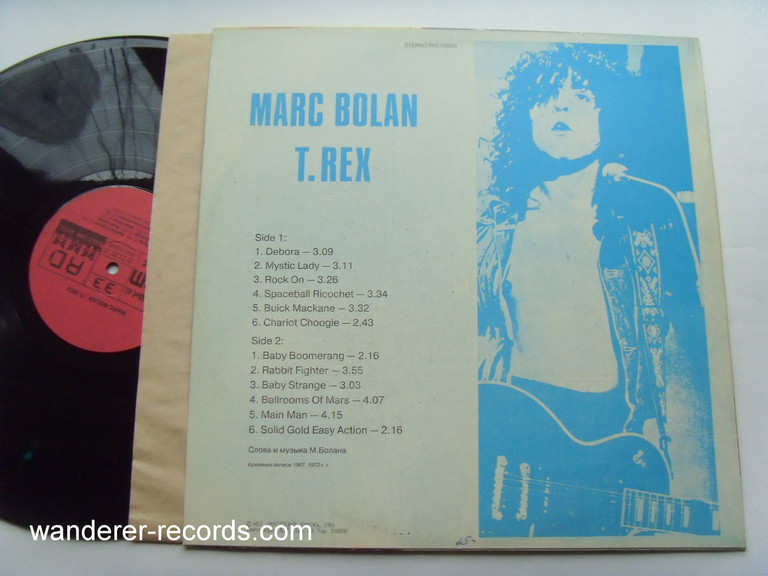 MARC BOLAN
T. REX
Side 1:
1. Debora — 3.09
2. Mystic Lady — 3.11
3. Rock On — 3.26
4. Spaceball Ricochet — 3.34
5. Buick Mackane — 3.32
6. Chariot Choogle — 2.43
Side 2:
1. Baby Boomerang — 2.16
2. Rabbit Fighter — 3.55
3. Baby Strange — 3.03
4. Ballrooms Of Mars — 4.07
5. Main Man — 4.15
6. Solid Gold Easy Action — 2.16
Слова и музыка М.Болана
Архивные записи 1967, 1972 г. г.
33
MARC BOLAN / T. REX
wanderer-records.com